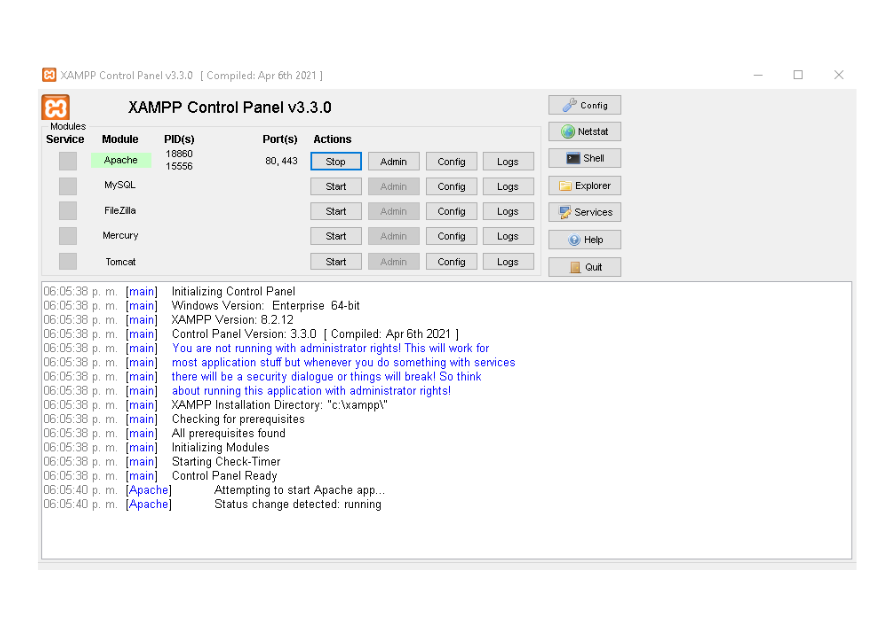 XAMPP Control Panel v3.3.0 [ Compiled: Apr 6th 2021 ]
XAMPP Control Panel v3.3.0
Config
Modules
Service Module PID(s) Port(s) Actions
Netstat
Apache 18860 15556 80, 443 Stop Admin Config Logs
Shell
MySQL Start Admin Config Logs
Explorer
FileZilla Start Admin Config Logs
Services
Mercury Start Admin Config Logs
Help
Tomcat Start Admin Config Logs
Quit
06:05:38 p. m. [main] Initializing Control Panel
06:05:38 p. m. [main] Windows Version: Enterprise 64-bit
06:05:38 p. m. [main] XAMPP Version: 8.2.12
06:05:38 p. m. [main] Control Panel Version: 3.3.0 [ Compiled: Apr 6th 2021 ]
06:05:38 p. m. [main] You are not running with administrator rights! This will work for
06:05:38 p. m. [main] most application stuff but whenever you do something with services
06:05:38 p. m. [main] there will be a security dialogue or things will break! So think
06:05:38 p. m. [main] about running this application with administrator rights!
06:05:38 p. m. [main] XAMPP Installation Directory: "c:\xampp\"
06:05:38 p. m. [main] Checking for prerequisites
06:05:38 p. m. [main] All prerequisites found
06:05:38 p. m. [main] Initializing Modules
06:05:38 p. m. [main] Starting Check-Timer
06:05:38 p. m. [main] Control Panel Ready
06:05:40 p. m. [Apache] Attempting to start Apache app...
06:05:40 p. m. [Apache] Status change detected: running